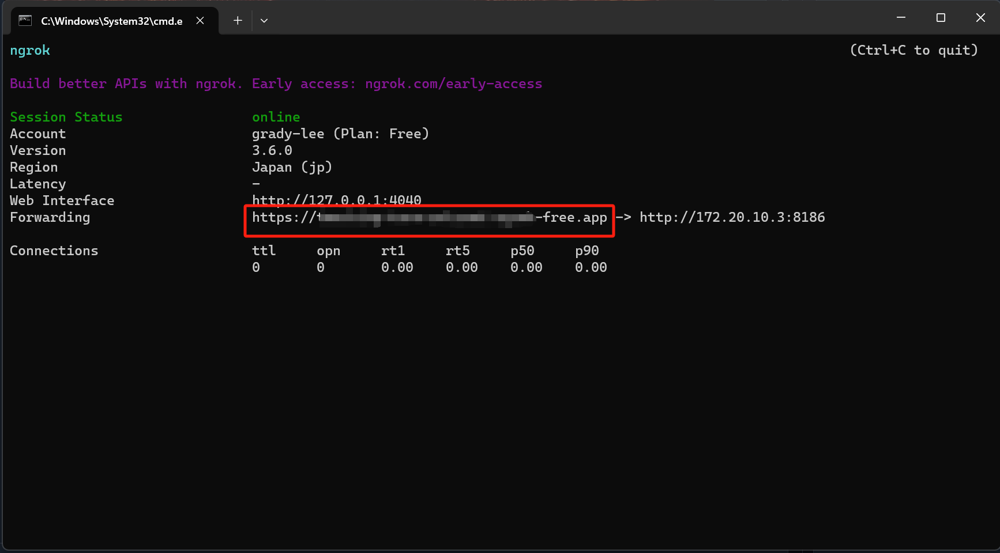 C:\Windows\System32\cmd.e
ngrok (Ctrl+C to quit)
Build better APIs with ngrok. Early access: ngrok.com/early-access
Session Status online
Account grady-lee (Plan: Free)
Version 3.6.0
Region Japan (jp)
Latency -
Web Interface http://127.0.0.1:4040
Forwarding https:// -free.app -> http://172.20.10.3:8186
Connections ttl opn rt1 rt5 p50 p90
0 0 0.00 0.00 0.00 0.00